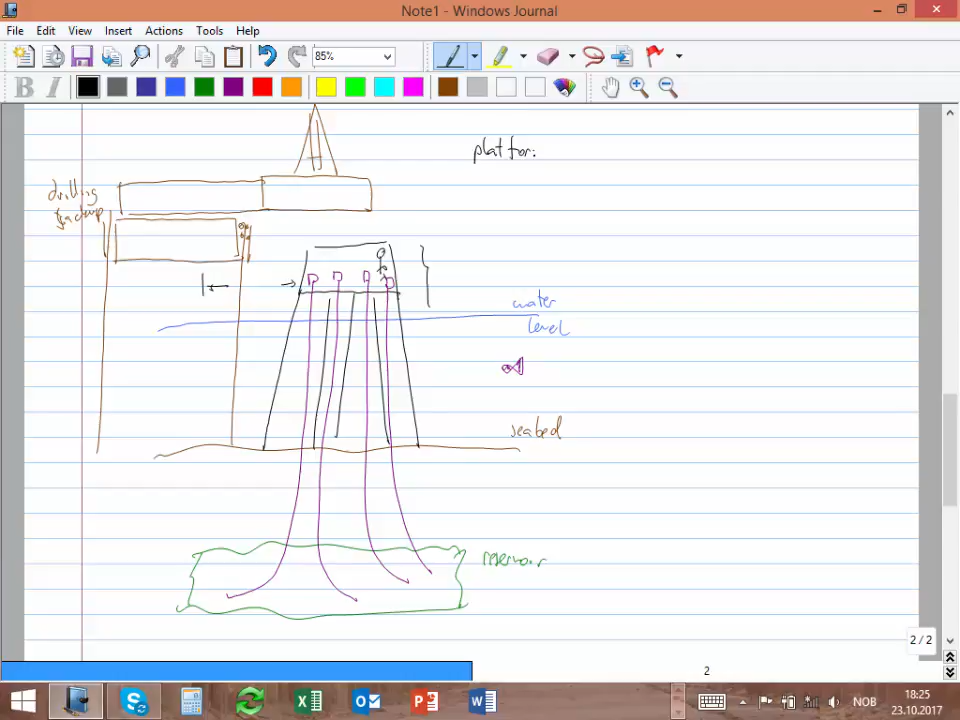 Note1 - Windows Journal
File Edit View Insert Actions Tools Help
85%
B I
platfor:
drilling
jackup
water
level
seabed
reservoir
2 / 2
2
NOB
18:25
23.10.2017